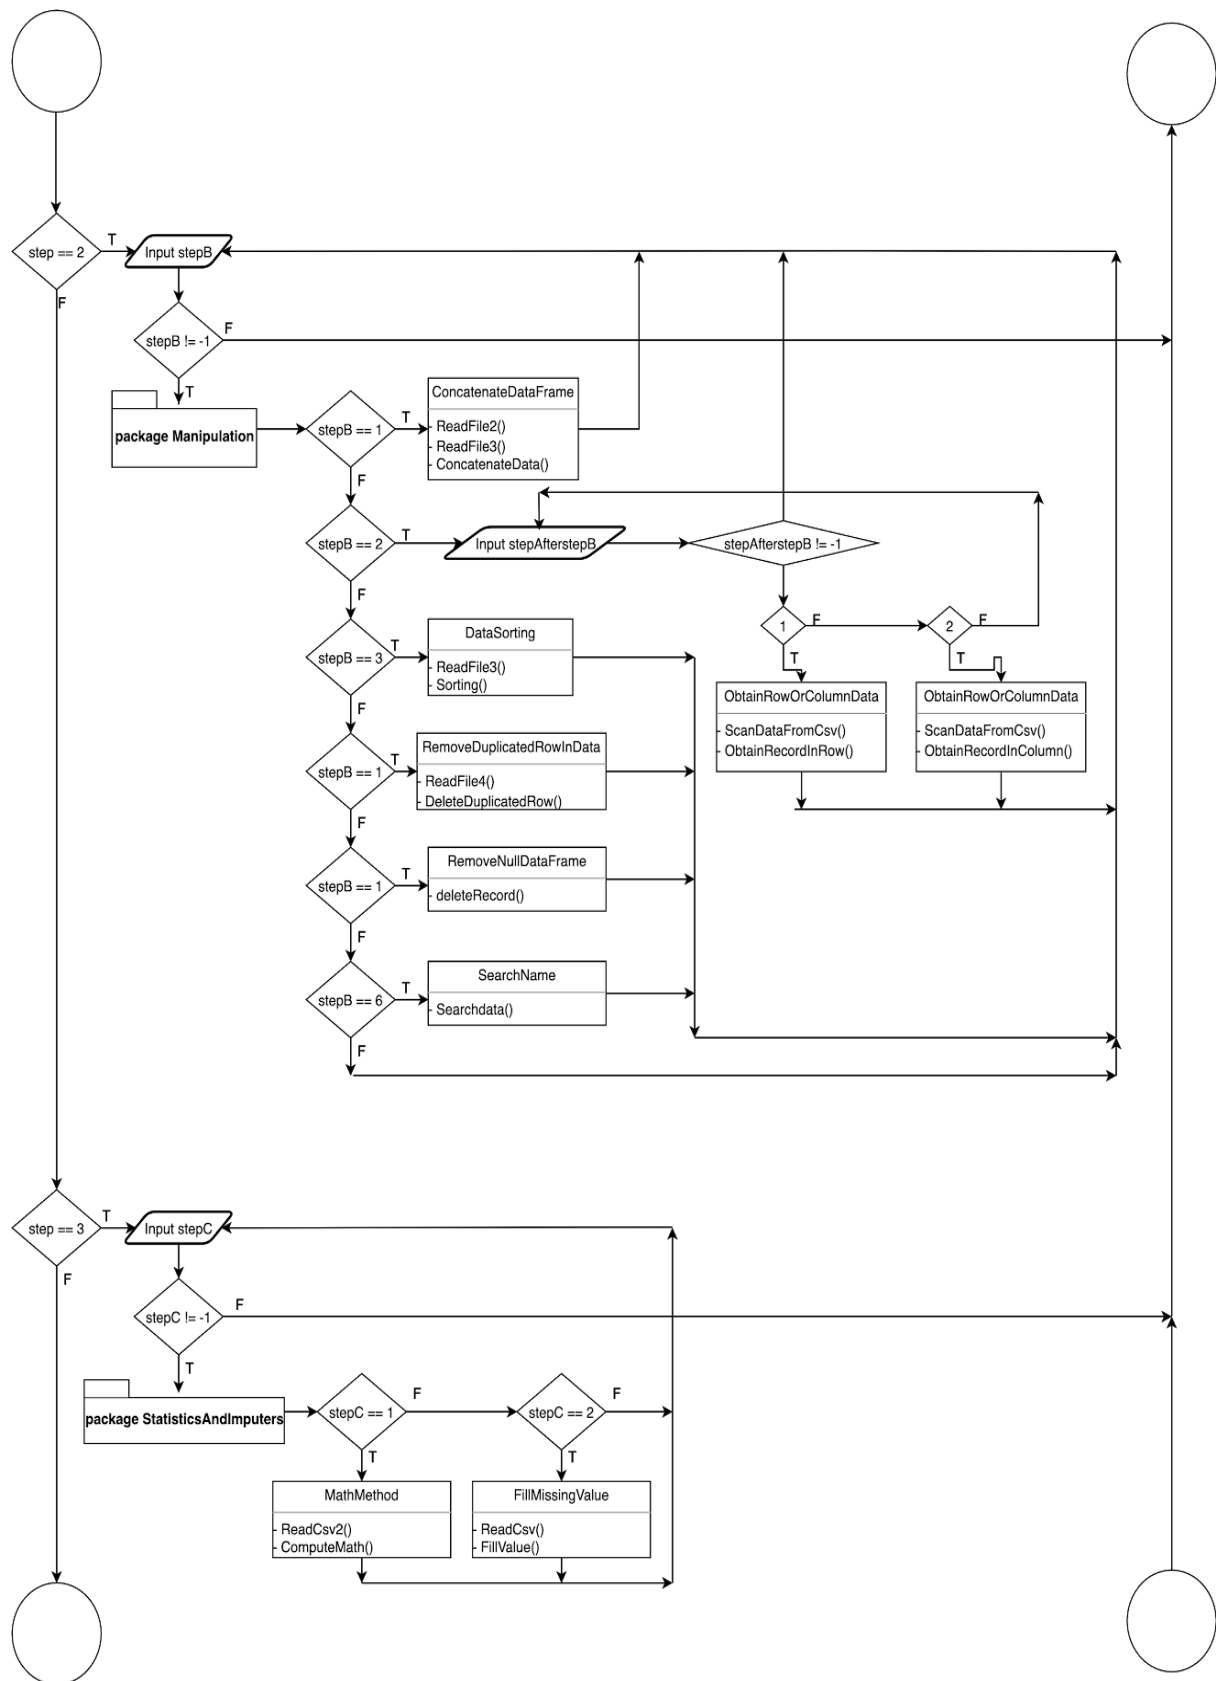 step == 2
T
Input stepB
F
stepB != -1
F
T
package Manipulation
stepB == 1
T
ConcatenateDataFrame
- ReadFile2()
- ReadFile3()
- ConcatenateData()
F
stepB == 2
T
Input stepAfterstepB
stepAfterstepB != -1
F
1
F
2
F
T
T
ObtainRowOrColumnData
- ScanDataFromCsv()
- ObtainRecordInRow()
ObtainRowOrColumnData
- ScanDataFromCsv()
- ObtainRecordInColumn()
stepB == 3
T
DataSorting
- ReadFile3()
- Sorting()
F
stepB == 1
T
RemoveDuplicatedRowInData
- ReadFile4()
- DeleteDuplicatedRow()
F
stepB == 1
T
RemoveNullDataFrame
- deleteRecord()
F
stepB == 6
T
SearchName
- Searchdata()
F
step == 3
T
Input stepC
F
stepC != -1
F
T
package StatisticsAndImputers
stepC == 1
F
stepC == 2
F
T
T
MathMethod
- ReadCsv2()
- ComputeMath()
FillMissingValue
- ReadCsv()
- FillValue()